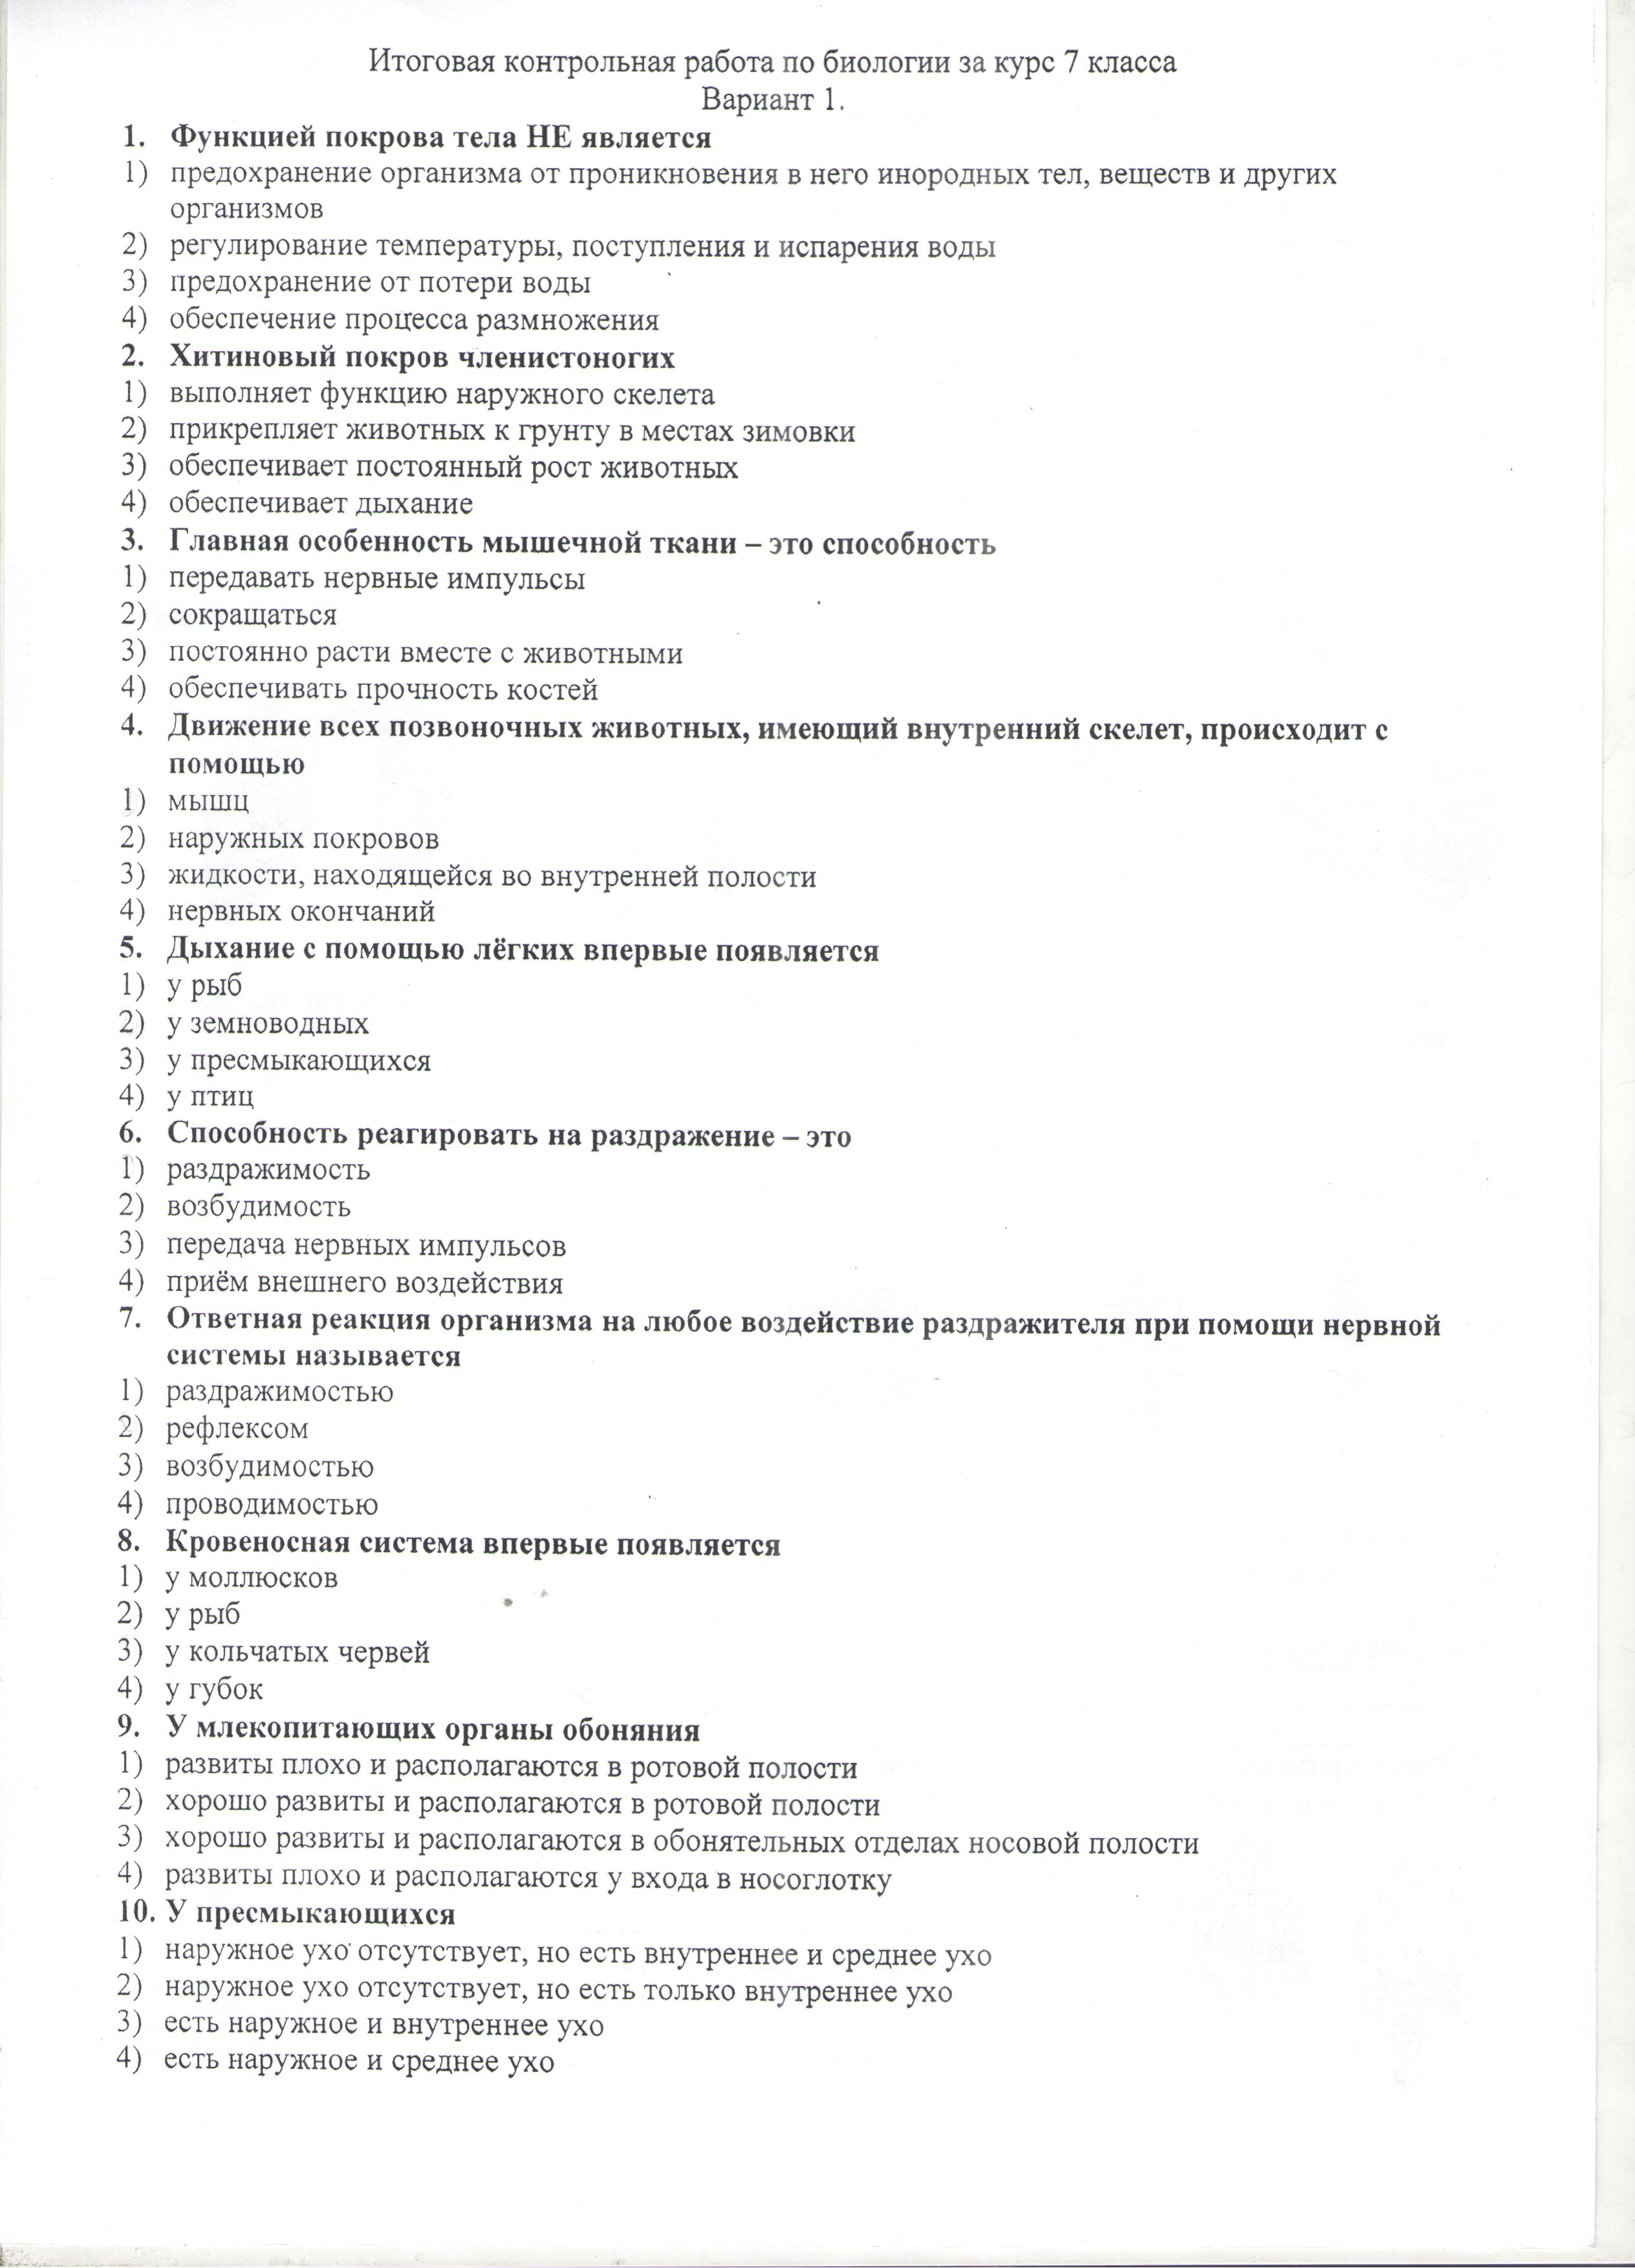 Итоговая контрольная работа по биологии за курс 7 класса
Вариант 1.
1. Функцией покрова тела НЕ является
1) предохранение организма от проникновения в него инородных тел, веществ и других
организмов
2) регулирование температуры, поступления и испарения воды
3) предохранение от потери воды
4) обеспечение процесса размножения
2. Хитиновый покров членистоногих
1) выполняет функцию наружного скелета
2) прикрепляет животных к грунту в местах зимовки
3) обеспечивает постоянный рост животных
4) обеспечивает дыхание
3. Главная особенность мышечной ткани – это способность
1) передавать нервные импульсы
2) сокращаться
3) постоянно расти вместе с животными
4) обеспечивать прочность костей
4. Движение всех позвоночных животных, имеющий внутренний скелет, происходит с
помощью
1) мышц
2) наружных покровов
3) жидкости, находящейся во внутренней полости
4) нервных окончаний
5. Дыхание с помощью лёгких впервые появляется
1) у рыб
2) у земноводных
3) у пресмыкающихся
4) у птиц
6. Способность реагировать на раздражение – это
1) раздражимость
2) возбудимость
3) передача нервных импульсов
4) приём внешнего воздействия
7. Ответная реакция организма на любое воздействие раздражителя при помощи нервной
системы называется
1) раздражимостью
2) рефлексом
3) возбудимостью
4) проводимостью
8. Кровеносная система впервые появляется
1) у моллюсков
2) у рыб
3) у кольчатых червей
4) у губок
9. У млекопитающих органы обоняния
1) развиты плохо и располагаются в ротовой полости
2) хорошо развиты и располагаются в ротовой полости
3) хорошо развиты и располагаются в обонятельных отделах носовой полости
4) развиты плохо и располагаются у входа в носоглотку
10. У пресмыкающихся
1) наружное ухо отсутствует, но есть внутреннее и среднее ухо
2) наружное ухо отсутствует, но есть только внутреннее ухо
3) есть наружное и внутреннее ухо
4) есть наружное и среднее ухо